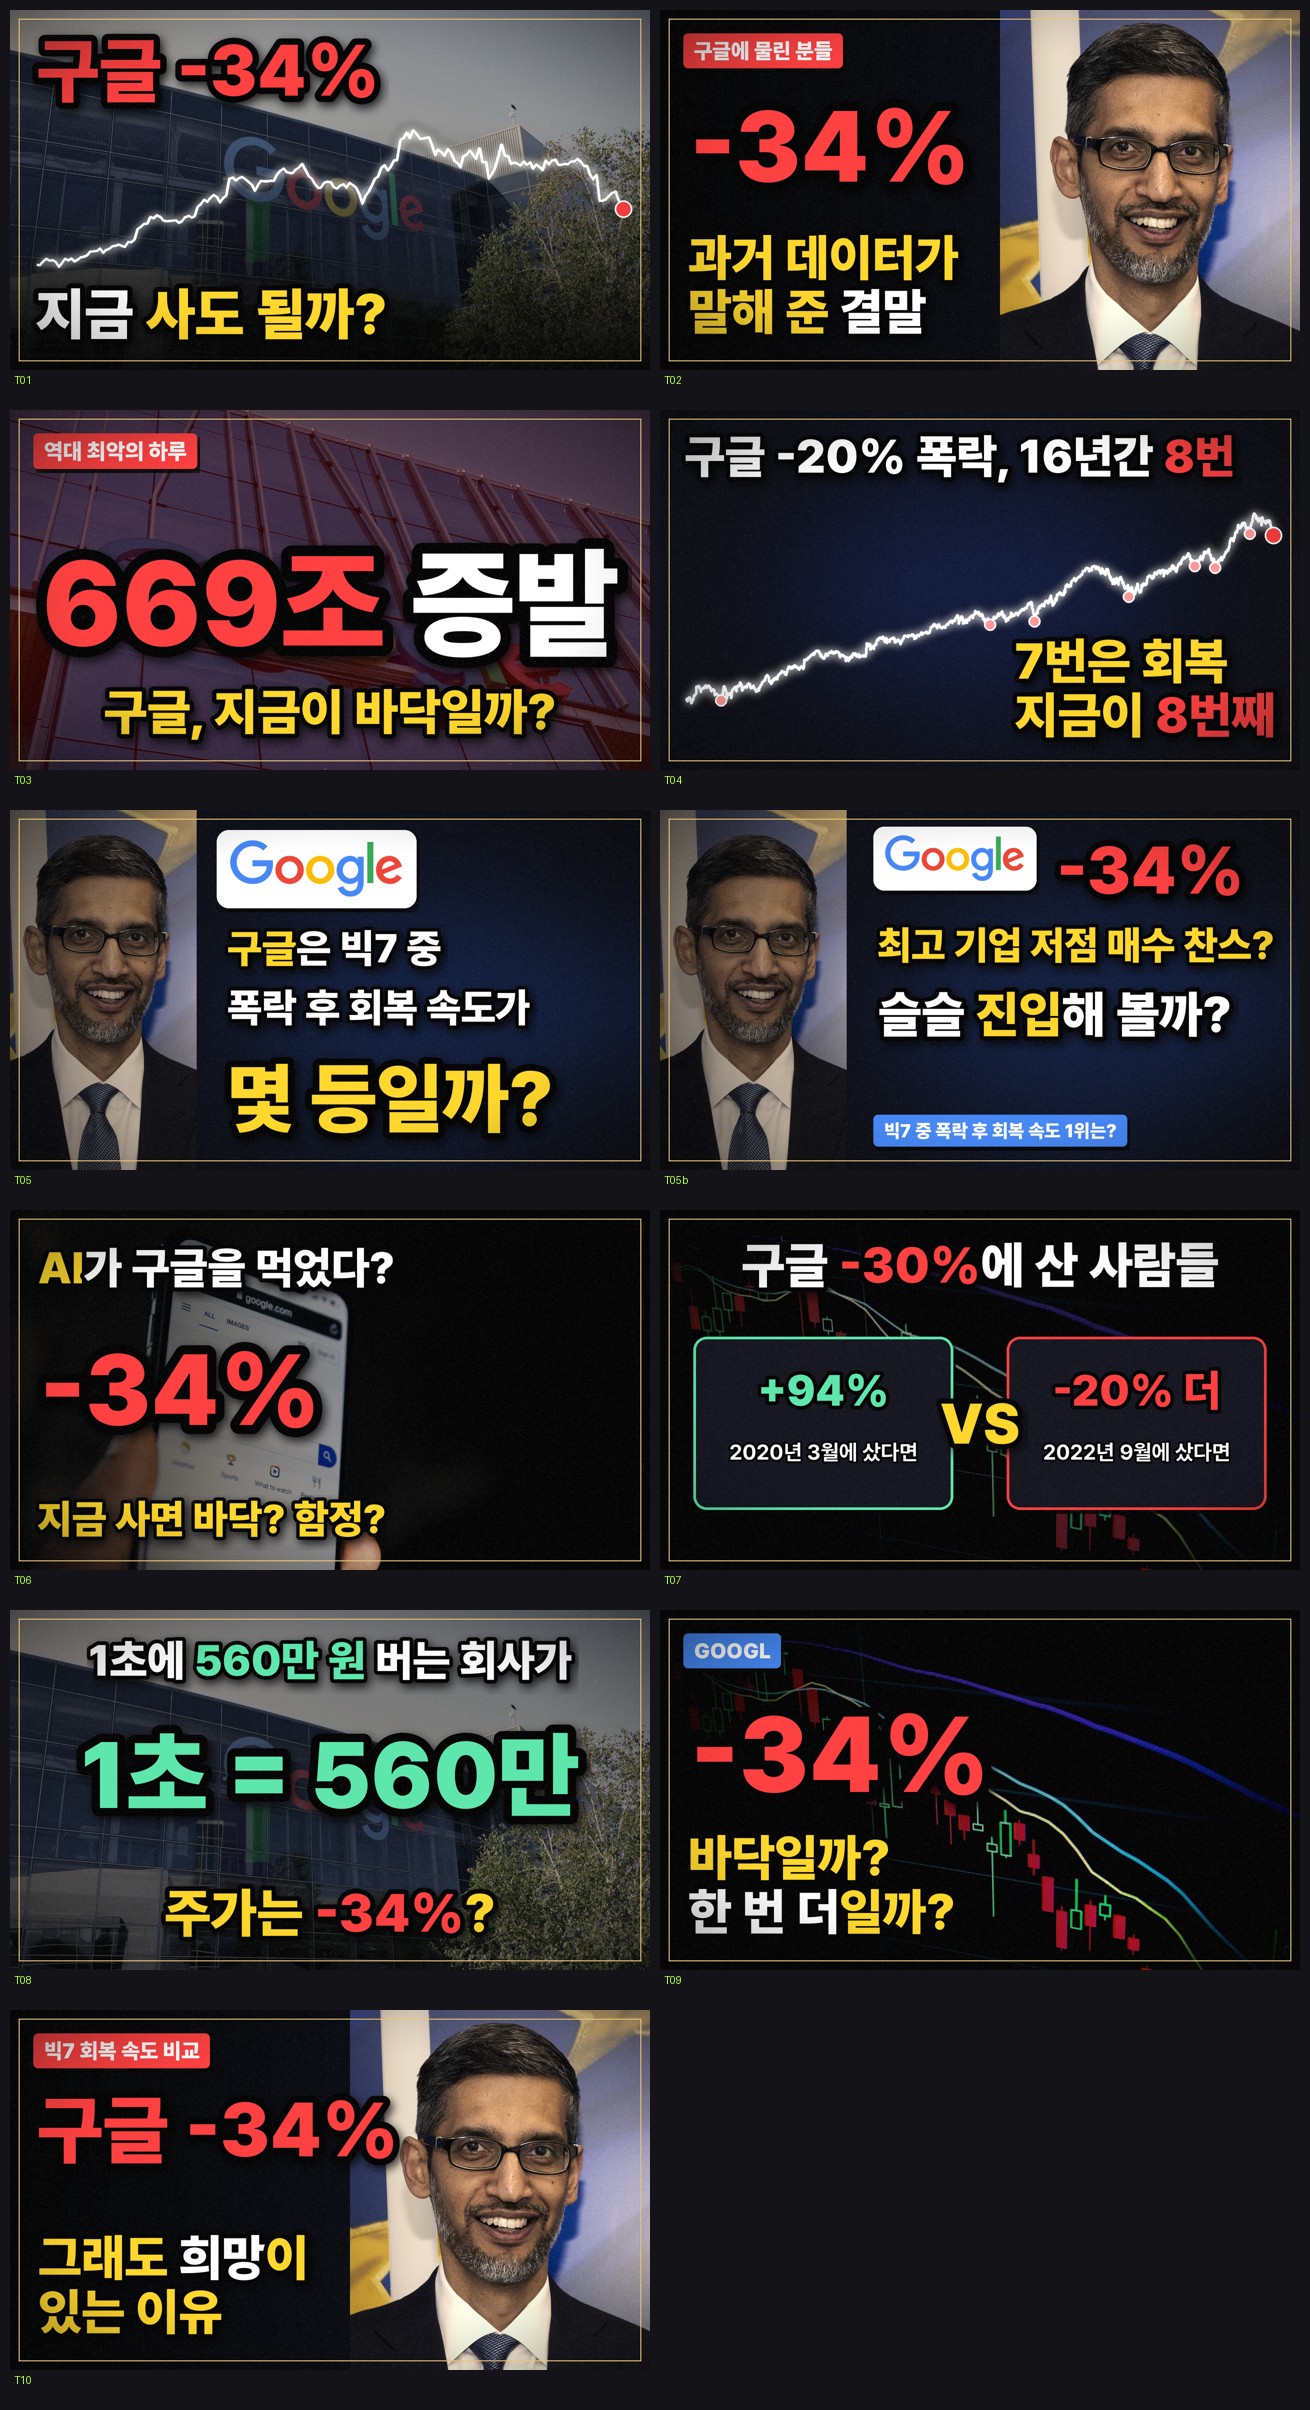 구글 -34%
Google
지금 사도 될까?
T01
구글에 물린 분들
-34%
과거 데이터가
말해 준 결말
T02
역대 최악의 하루
669조 증발
구글, 지금이 바닥일까?
T03
구글 -20% 폭락, 16년간 8번
7번은 회복
지금이 8번째
T04
Google
구글은 빅7 중
폭락 후 회복 속도가
몇 등일까?
T05
Google -34%
최고 기업 저점 매수 찬스?
슬슬 진입해 볼까?
빅7 중 폭락 후 회복 속도 1위는?
T05b
AI가 구글을 먹었다?
google.com
ALL IMAGES
-34%
Weather
Sports
What to watch
지금 사면 바닥? 함정?
T06
구글 -30%에 산 사람들
+94%
2020년 3월에 샀다면
VS
-20% 더
2022년 9월에 샀다면
T07
1초에 560만 원 버는 회사가
1초 = 560만
주가는 -34%?
T08
GOOGL
-34%
바닥일까?
한 번 더일까?
T09
빅7 회복 속도 비교
구글 -34%
그래도 희망이
있는 이유
T10